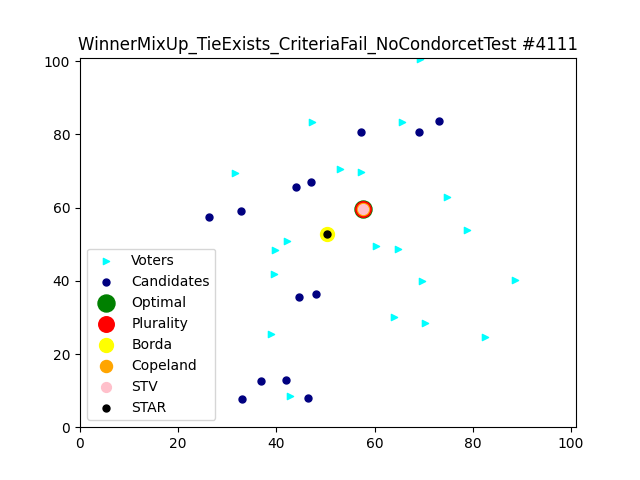 WinnerMixUp_TieExists_CriteriaFail_NoCondorcetTest #4111
100
80
60
40
20
0
Voters
Candidates
Optimal
Plurality
Borda
Copeland
STV
STAR
0 20 40 60 80 100